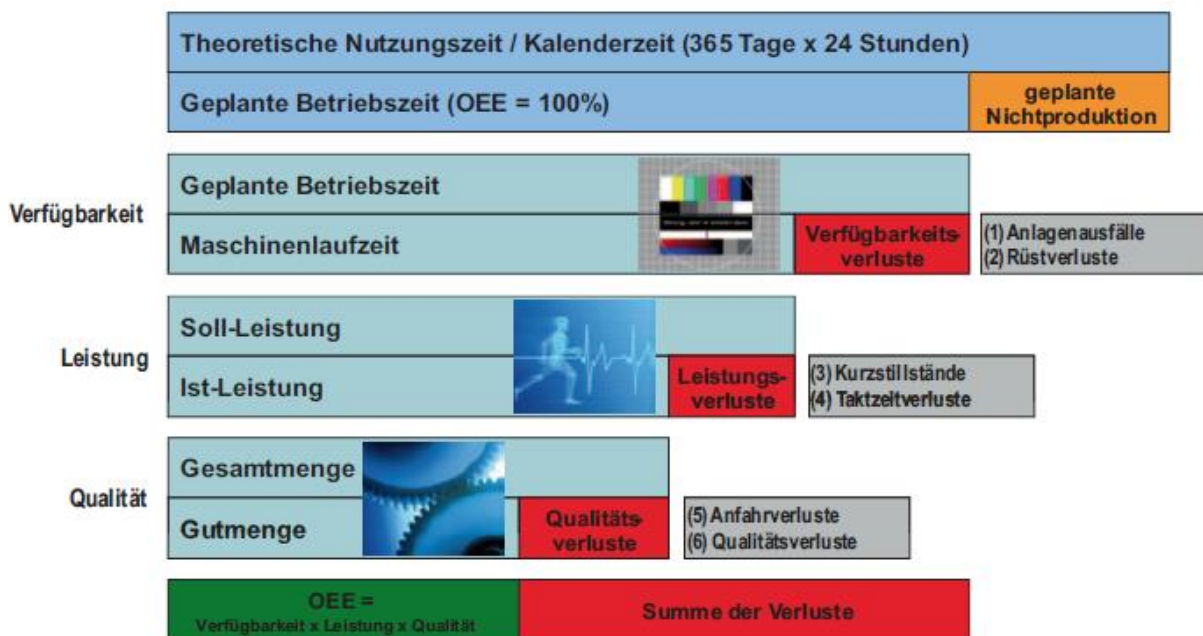 Theoretische Nutzungszeit / Kalenderzeit (365 Tage x 24 Stunden)
Geplante Betriebszeit (OEE = 100%)
geplante
Nichtproduktion
Verfügbarkeit
Geplante Betriebszeit
Maschinenlaufzeit
Verfügbarkeits-
verluste
(1) Anlagenausfälle
(2) Rüstverluste
Leistung
Soll-Leistung
Ist-Leistung
Leistungs-
verluste
(3) Kurzstillstände
(4) Taktzeitverluste
Qualität
Gesamtmenge
Gutmenge
Qualitäts-
verluste
(5) Anfahrverluste
(6) Qualitätsverluste
OEE =
Verfügbarkeit x Leistung x Qualität
Summe der Verluste